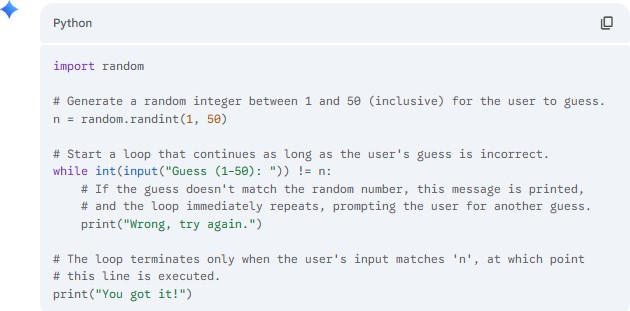 Python
import random
# Generate a random integer between 1 and 50 (inclusive) for the user to guess.
n = random.randint(1, 50)
# Start a loop that continues as long as the user's guess is incorrect.
while int(input("Guess (1-50): ")) != n:
    # If the guess doesn't match the random number, this message is printed,
    # and the loop immediately repeats, prompting the user for another guess.
    print("Wrong, try again.")
# The loop terminates only when the user's input matches 'n', at which point
# this line is executed.
print("You got it!")